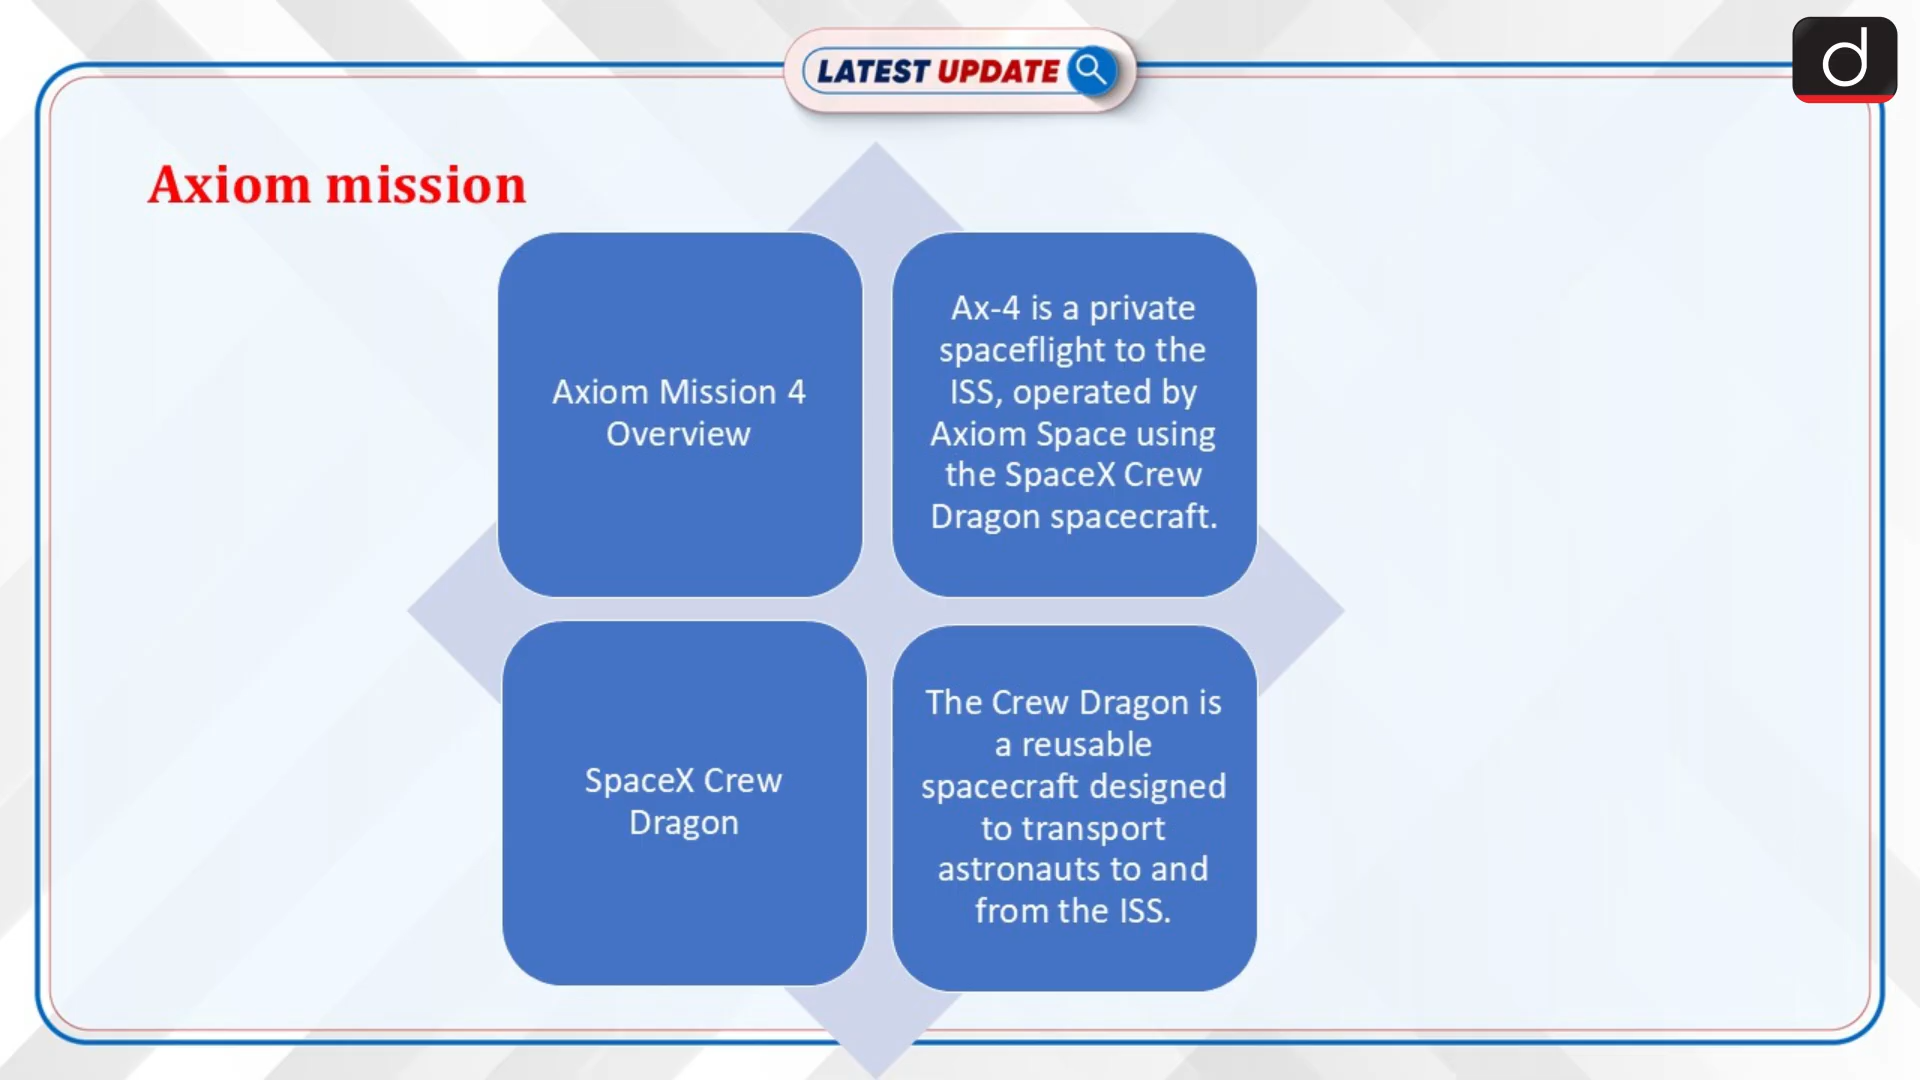 LATEST UPDATE
d
Axiom mission
Axiom Mission 4
Overview
Ax-4 is a private
spaceflight to the
ISS, operated by
Axiom Space using
the SpaceX Crew
Dragon spacecraft.
SpaceX Crew
Dragon
The Crew Dragon is
a reusable
spacecraft designed
to transport
astronauts to and
from the ISS.